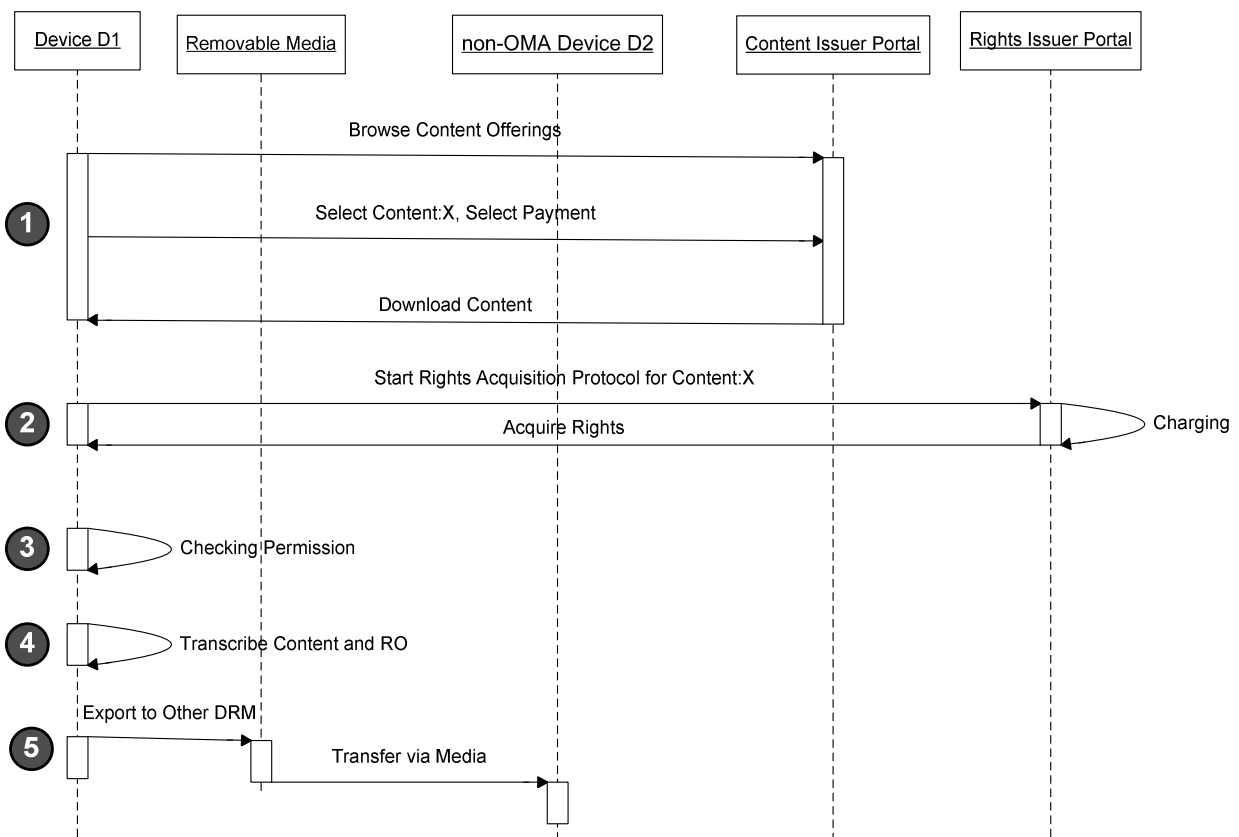 Device D1
Removable Media
non-OMA Device D2
Content Issuer Portal
Rights Issuer Portal
Browse Content Offerings
1
Select Content:X, Select Payment
Download Content
Start Rights Acquisition Protocol for Content:X
2
Acquire Rights
Charging
3
Checking Permission
4
Transcribe Content and RO
Export to Other DRM
5
Transfer via Media